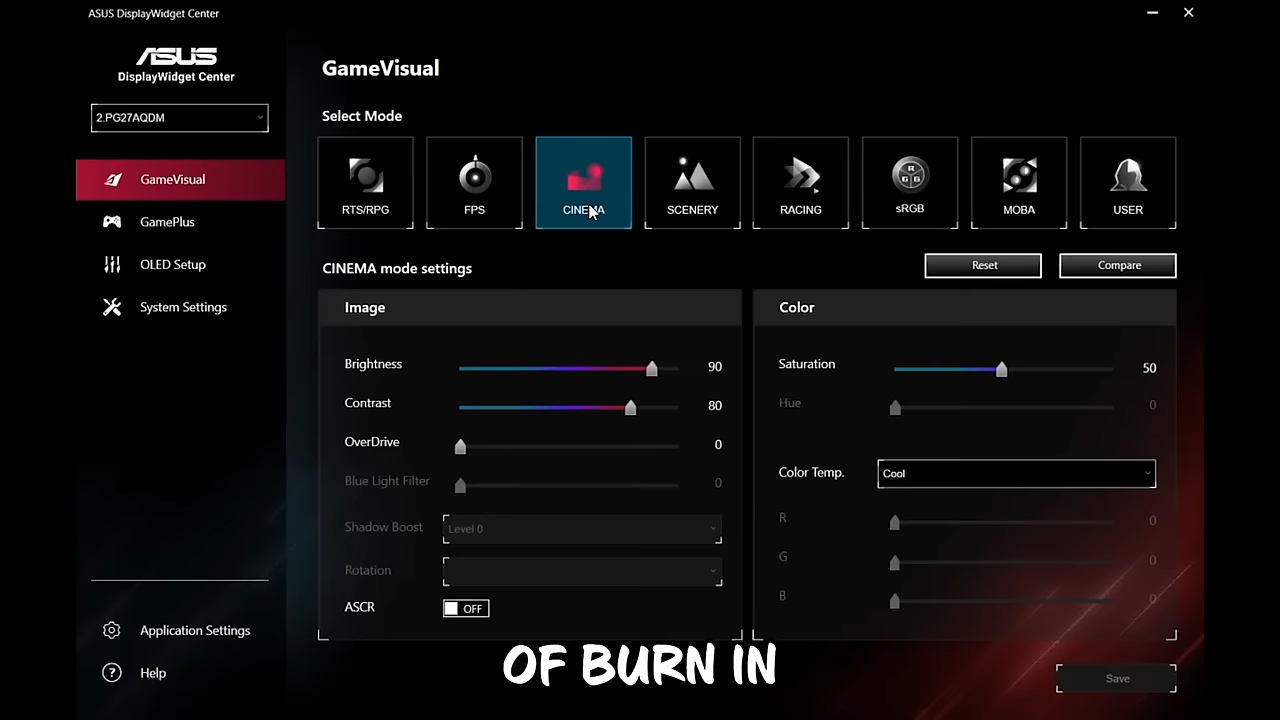 ASUS DisplayWidget Center
ASUS
DisplayWidget Center
2.PG27AQDM
GameVisual
GamePlus
OLED Setup
System Settings
Application Settings
Help
GameVisual
Select Mode
RTS/RPG
FPS
CINEMA
SCENERY
RACING
RGB
sRGB
MOBA
USER
CINEMA mode settings
Reset
Compare
Image
Brightness 90
Contrast 80
OverDrive 0
Blue Light Filter 0
Shadow Boost Level 0
Rotation
ASCR OFF
Color
Saturation 50
Hue 0
Color Temp. Cool
R 0
G 0
B 0
OF BURN IN
Save